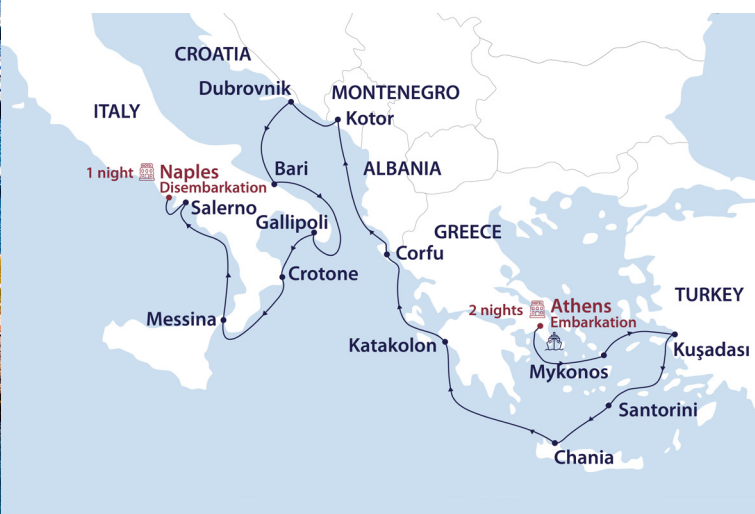 CROATIA
Dubrovnik
MONTENEGRO
ITALY
Kotor
1 night
Naples
Disembarkation
Bari
ALBANIA
Salerno
Gallipoli
GREECE
Corfu
Crotone
TURKEY
2 nights
Athens
Embarkation
Messina
Katakolon
Kuşadası
Mykonos
Santorini
Chania